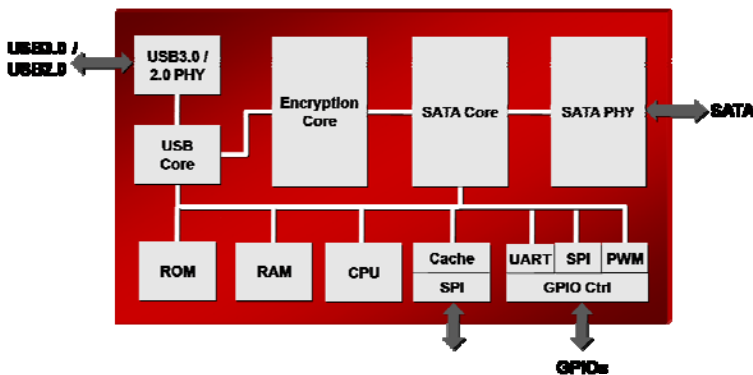 USB3.0 /
USB2.0
USB3.0 /
2.0 PHY
Encryption
Core
SATA Core
SATA PHY
SATA
USB
Core
ROM
RAM
CPU
Cache
SPI
UART
SPI
PWM
GPIO Ctrl
GPIOs